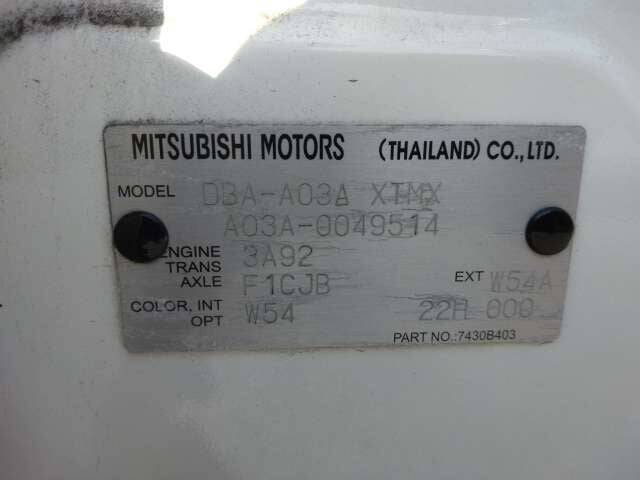 MITSUBISHI MOTORS (THAILAND) CO., LTD.
MODEL DBA-A03A XTMX
A03A-0049514
ENGINE 3A92
TRANS AXLE F1CJB EXT W54A
COLOR, INT W54
OPT 22H 000
PART NO.:7430B403